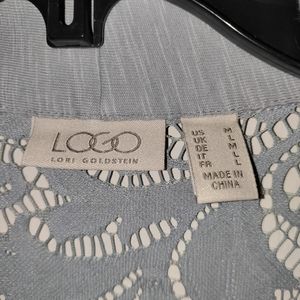 LOGO
LORI GOLDSTEIN
US M
UK L
DE M
IT L
FR L
MADE IN
CHINA